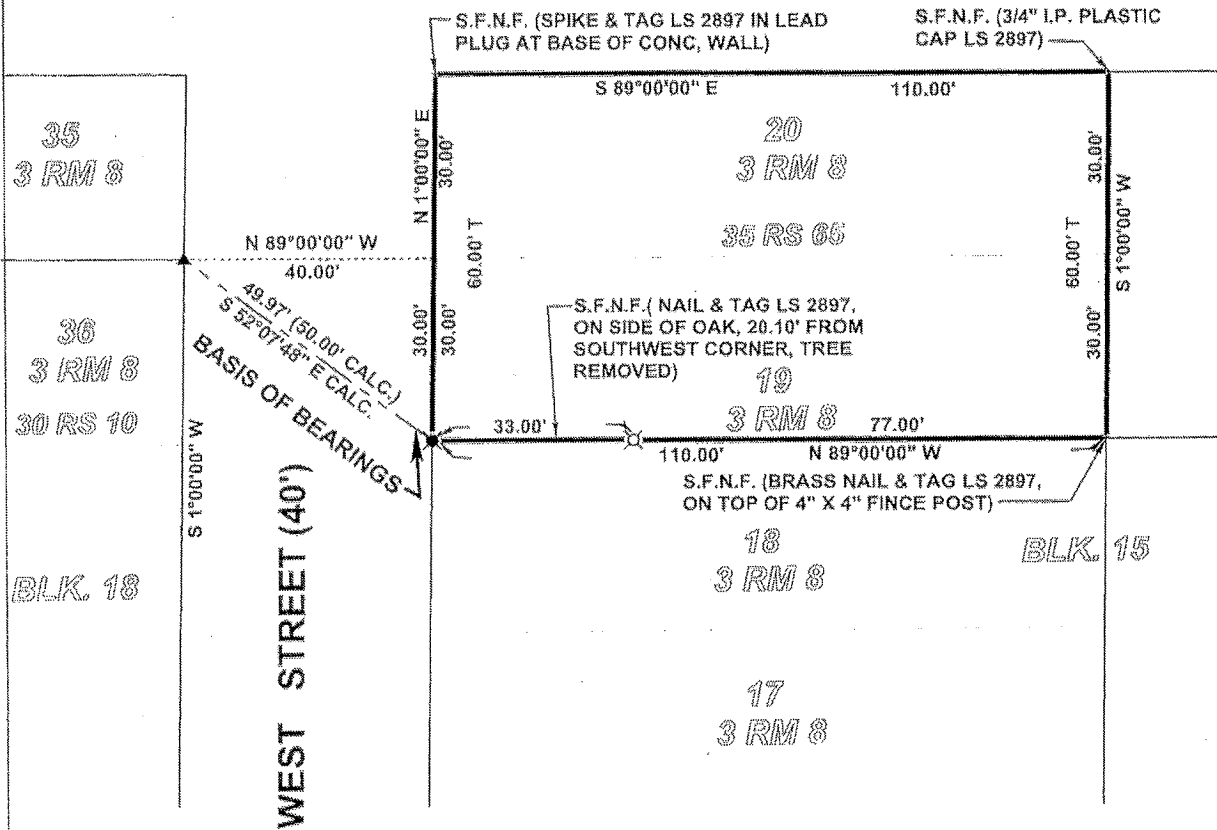 S.F.N.F. (SPIKE & TAG LS 2897 IN LEAD
PLUG AT BASE OF CONC, WALL)
S.F.N.F. (3/4" I.P. PLASTIC
CAP LS 2897)
S 89°00'00" E
110.00'
35
3 RM 8
N 1°00'00" E
30.00'
20
3 RM 8
30.00'
35 RS 65
N 89°00'00" W
40.00'
60.00' T
60.00' T
S 1°00'00" W
49.97' (50.00' CALC.)
S 52°07'48" E CALC.
BASIS OF BEARINGS
30.00'
30.00'
S.F.N.F.( NAIL & TAG LS 2897,
ON SIDE OF OAK, 20.10' FROM
SOUTHWEST CORNER, TREE
REMOVED)
30.00'
36
3 RM 8
30 RS 10
19
3 RM 8
33.00'
77.00'
110.00'
N 89°00'00" W
S 1°00'00" W
S.F.N.F. (BRASS NAIL & TAG LS 2897,
ON TOP OF 4" X 4" FINCE POST)
WEST STREET (40')
18
3 RM 8
BLK. 15
BLK. 18
17
3 RM 8